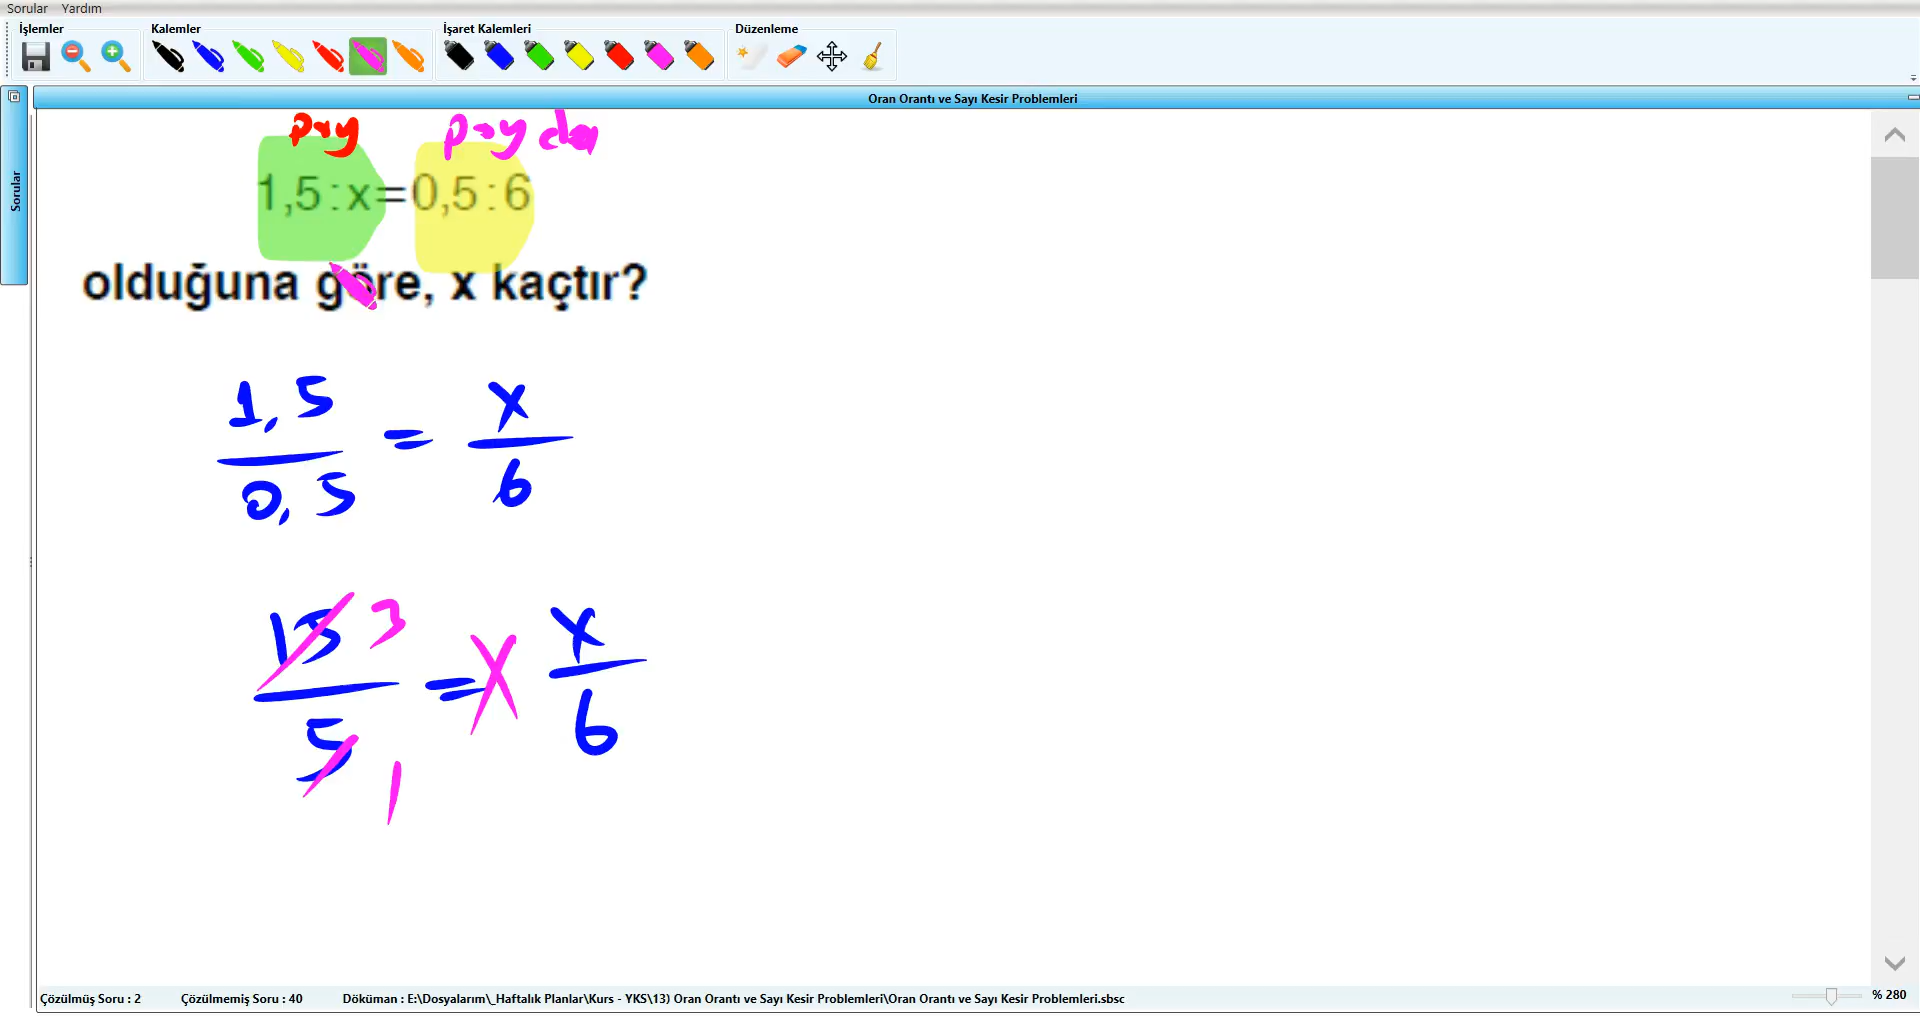 Sorular Yardım
İşlemler Kalemler İşaret Kalemleri Düzenleme
Oran Orantı ve Sayı Kesir Problemleri
Sorular
pay payda
1,5 : x = 0,5 : 6
olduğuna göre, x kaçtır?
1,5 / 0,5 = x / 6
15 3 / 5 1 = x / 6
Çözülmüş Soru : 2 Çözülmemiş Soru : 40 Döküman : E:\Dosyalarım\_Haftalık Planlar\Kurs - YKS\13) Oran Orantı ve Sayı Kesir Problemleri\Oran Orantı ve Sayı Kesir Problemleri.sbsc % 280